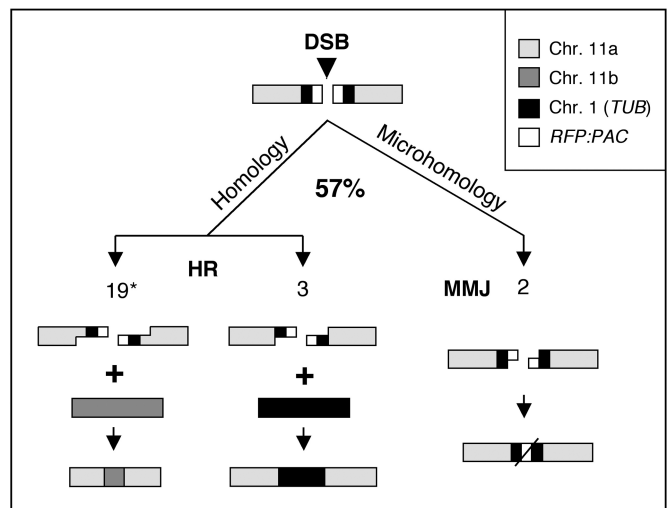 DSB
Chr. 11a
Chr. 11b
Chr. 1 (TUB)
RFP:PAC
Homology
Microhomology
57%
HR
MMJ
19*
3
2
+
+